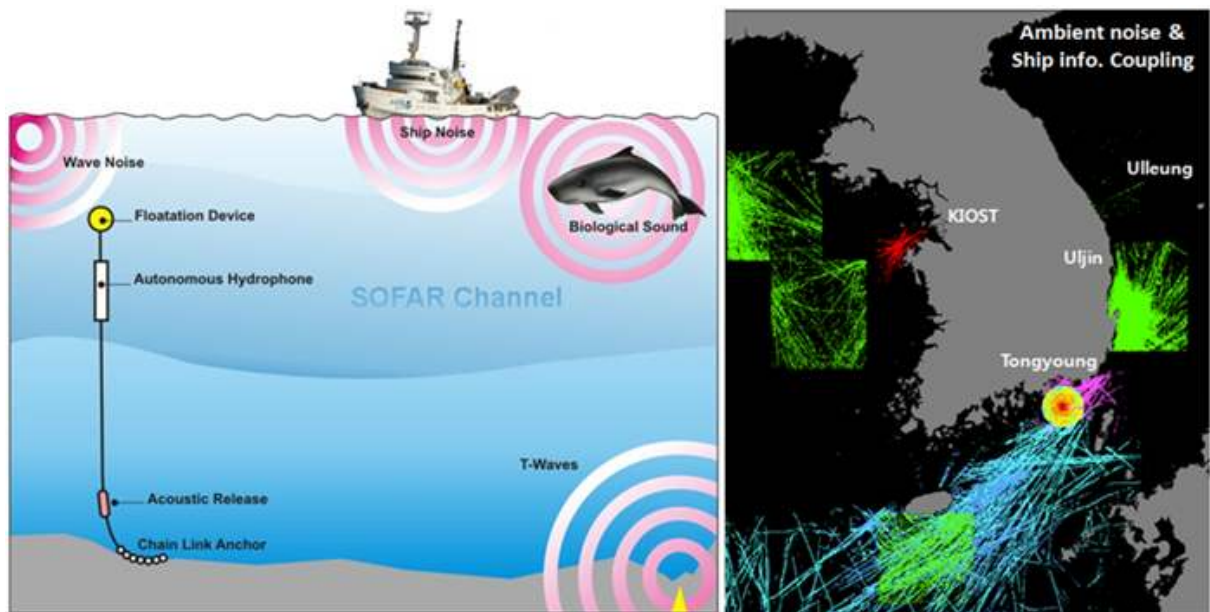 Ship Noise
Wave Noise
Floatation Device
Biological Sound
Autonomous Hydrophone
SOFAR Channel
T-Waves
Acoustic Release
Chain Link Anchor
Ambient noise &
Ship info. Coupling
Ulleung
KIOST
Uljin
Tongyoung